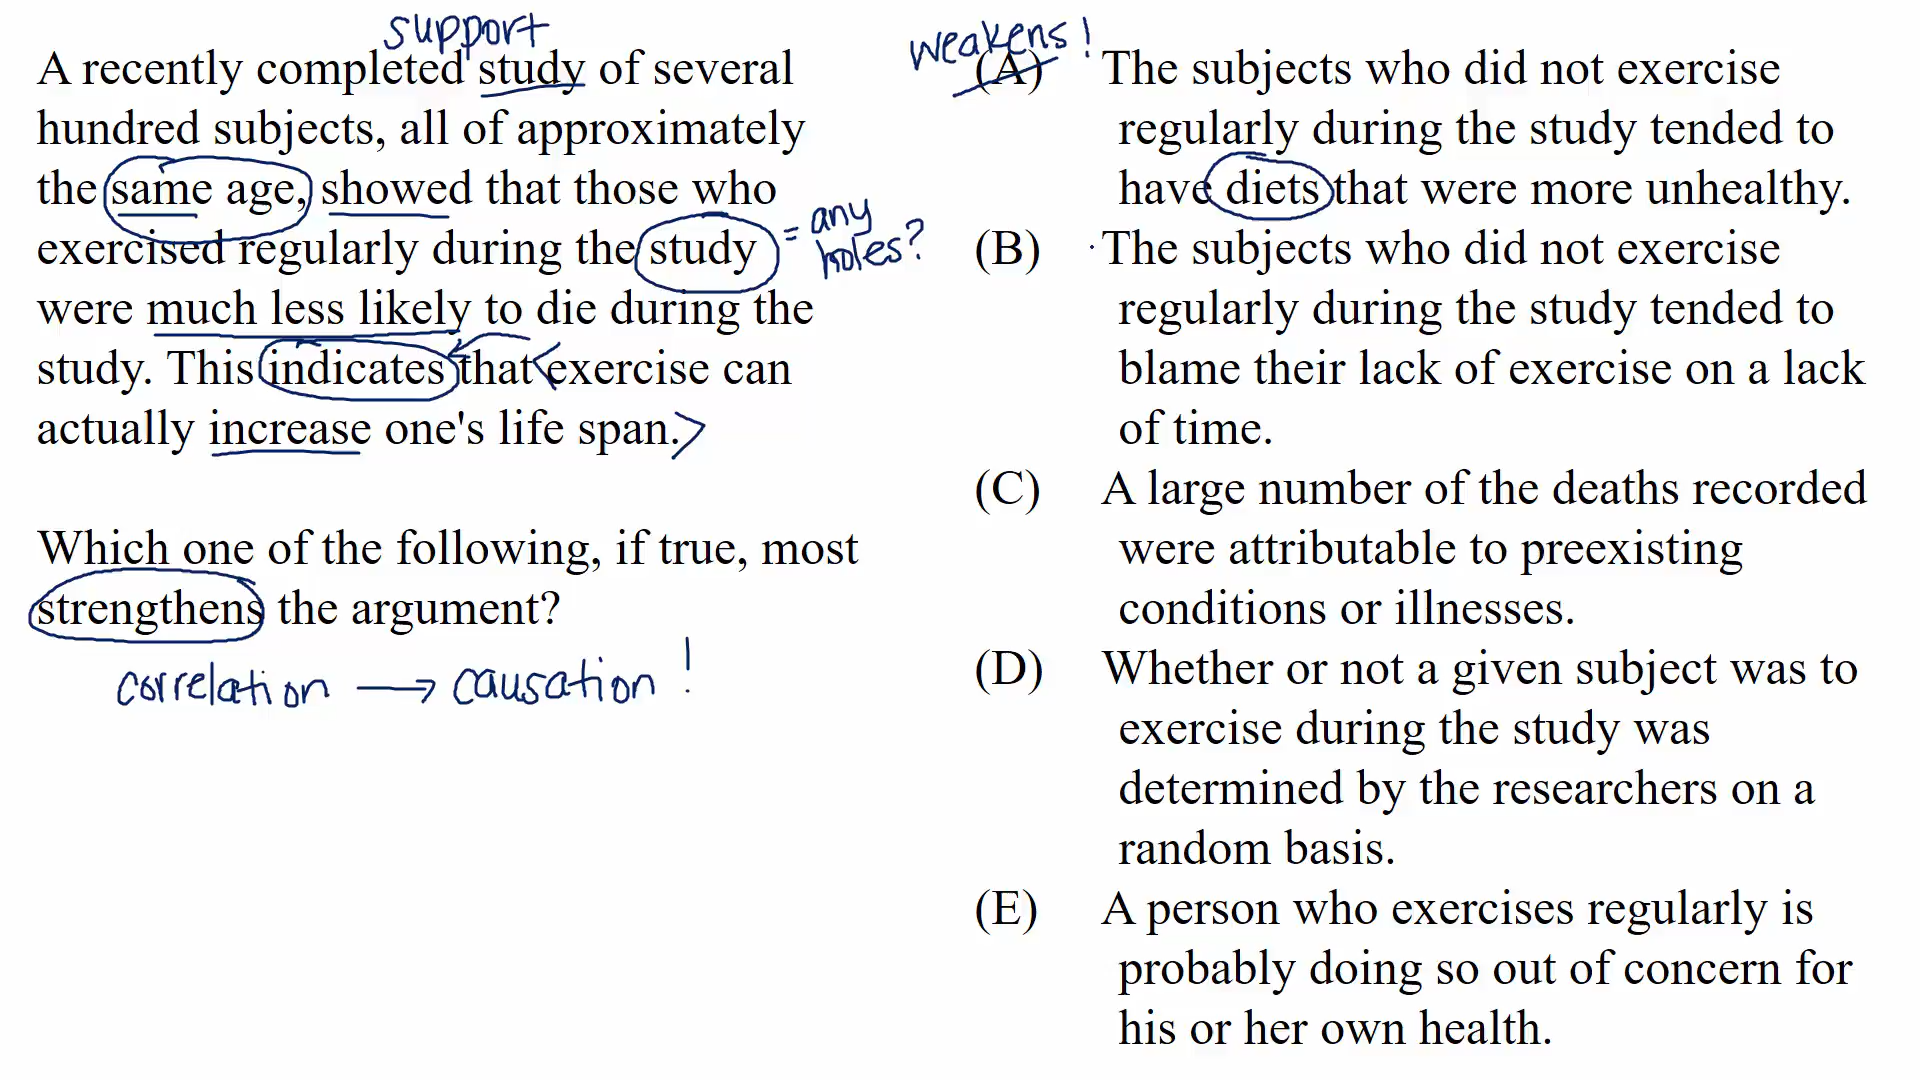 support
A recently completed study of several
hundred subjects, all of approximately
the same age, showed that those who
exercised regularly during the study = any holes?
were much less likely to die during the
study. This indicates that exercise can
actually increase one's life span.
Which one of the following, if true, most
strengthens the argument?
correlation → causation !
weakens!
(A) The subjects who did not exercise
regularly during the study tended to
have diets that were more unhealthy.
(B) The subjects who did not exercise
regularly during the study tended to
blame their lack of exercise on a lack
of time.
(C) A large number of the deaths recorded
were attributable to preexisting
conditions or illnesses.
(D) Whether or not a given subject was to
exercise during the study was
determined by the researchers on a
random basis.
(E) A person who exercises regularly is
probably doing so out of concern for
his or her own health.